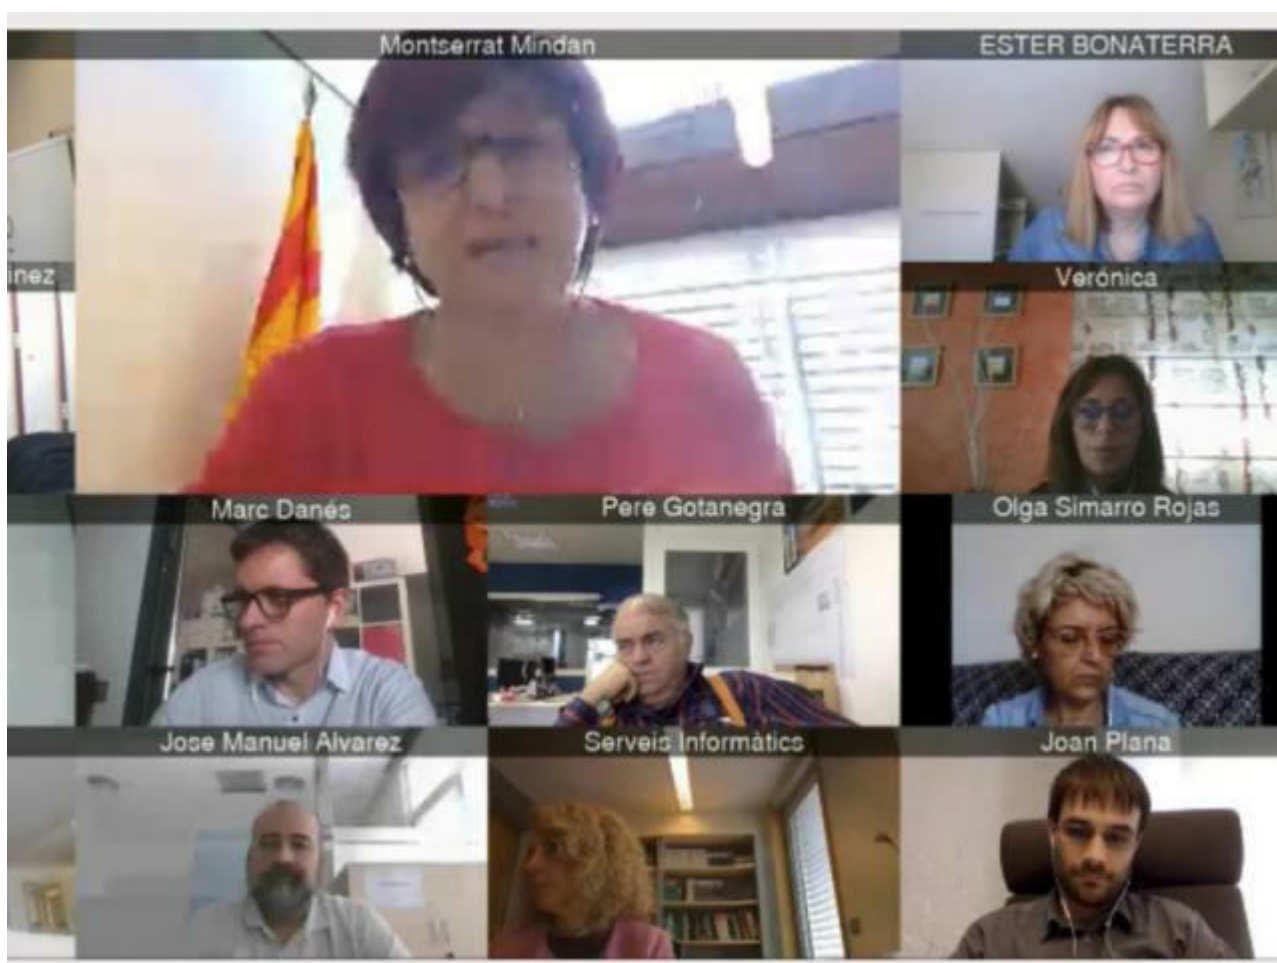 Montserrat Mindan
ESTER BONATERRA
inez
Verónica
Marc Danés
Pere Gotanegra
Olga Simarro Rojas
Jose Manuel Alvarez
Serveis Informàtics
Joan Plana